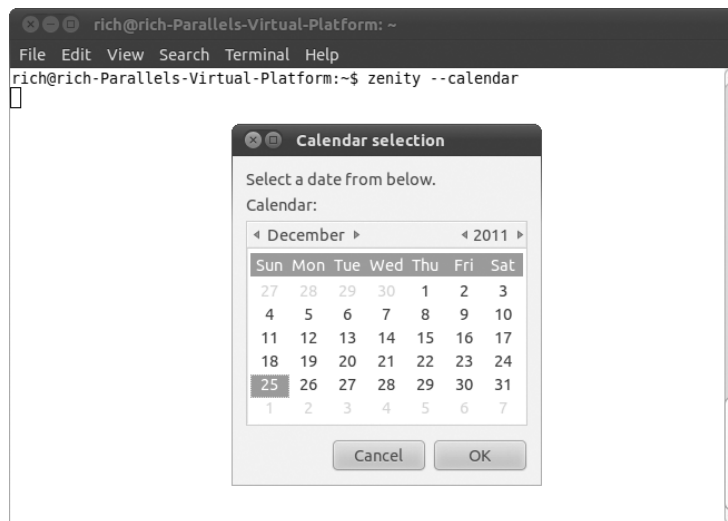 rich@rich-Parallels-Virtual-Platform: ~
File Edit View Search Terminal Help
rich@rich-Parallels-Virtual-Platform:~$ zenity --calendar
Calendar selection
Select a date from below.
Calendar:
December 2011
Sun Mon Tue Wed Thu Fri Sat
27 28 29 30 1 2 3
4 5 6 7 8 9 10
11 12 13 14 15 16 17
18 19 20 21 22 23 24
25 26 27 28 29 30 31
1 2 3 4 5 6 7
Cancel OK